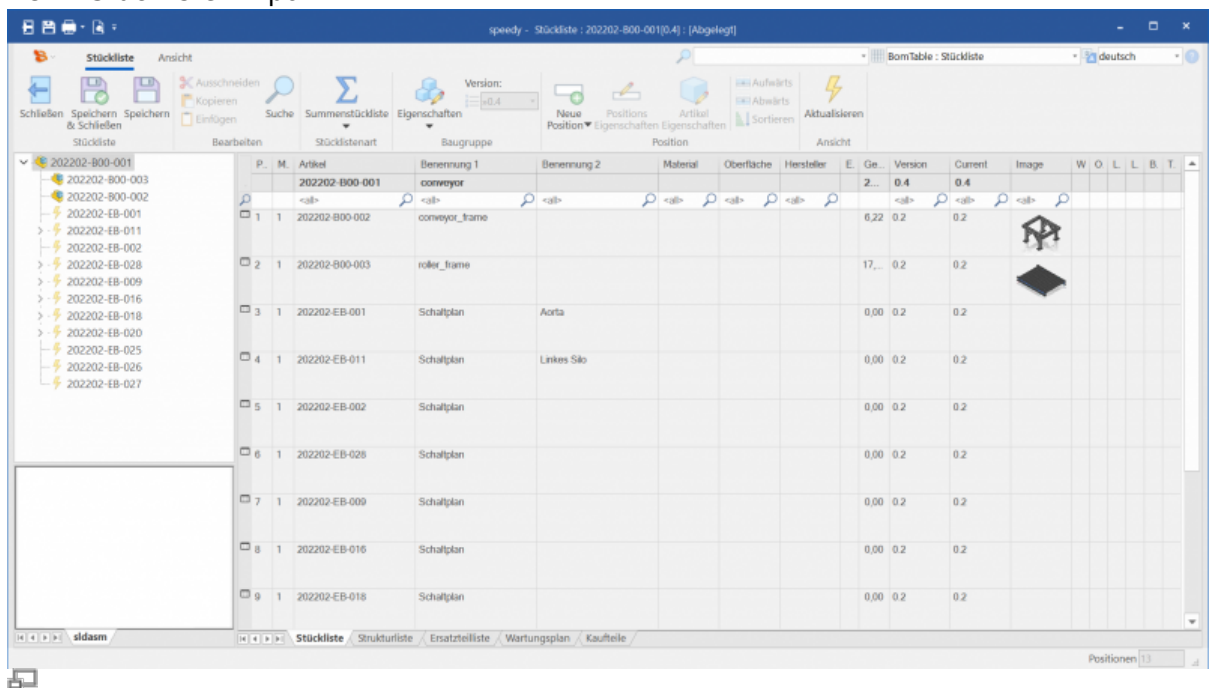 speedy - Stückliste : 202202-B00-001[0.4] : [Abgelegt]
Stückliste Ansicht
BomTable : Stückliste deutsch
Schließen Speichern & Schließen Speichern Ausschneiden Kopieren Einfügen Suche Summenstückliste Eigenschaften Version: v0.4 Neue Position Positions Eigenschaften Artikel Eigenschaften Aufwärts Abwärts Sortieren Aktualisieren
Stückliste Bearbeiten Stücklistenart Baugruppe Position Ansicht
202202-B00-001
202202-B00-003
202202-B00-002
202202-EB-001
202202-EB-011
202202-EB-002
202202-EB-028
202202-EB-009
202202-EB-016
202202-EB-018
202202-EB-020
202202-EB-025
202202-EB-026
202202-EB-027
sldasm
P.. M.. Artikel Benennung 1 Benennung 2 Material Oberfläche Hersteller E. Ge... Version Current Image W O L L B. T.
202202-B00-001 conveyor 2... 0.4 0.4
<all> <all> <all> <all> <all> <all> <all> <all> <all>
1 1 202202-B00-002 conveyor_frame 6,22 0.2 0.2
2 1 202202-B00-003 roller_frame 17,... 0.2 0.2
3 1 202202-EB-001 Schaltplan Aorta 0,00 0.2 0.2
4 1 202202-EB-011 Schaltplan Linkes Silo 0,00 0.2 0.2
5 1 202202-EB-002 Schaltplan 0,00 0.2 0.2
6 1 202202-EB-028 Schaltplan 0,00 0.2 0.2
7 1 202202-EB-009 Schaltplan 0,00 0.2 0.2
8 1 202202-EB-016 Schaltplan 0,00 0.2 0.2
9 1 202202-EB-018 Schaltplan 0,00 0.2 0.2
Stückliste Strukturliste Ersatzteilliste Wartungsplan Kaufteile
Positionen 13